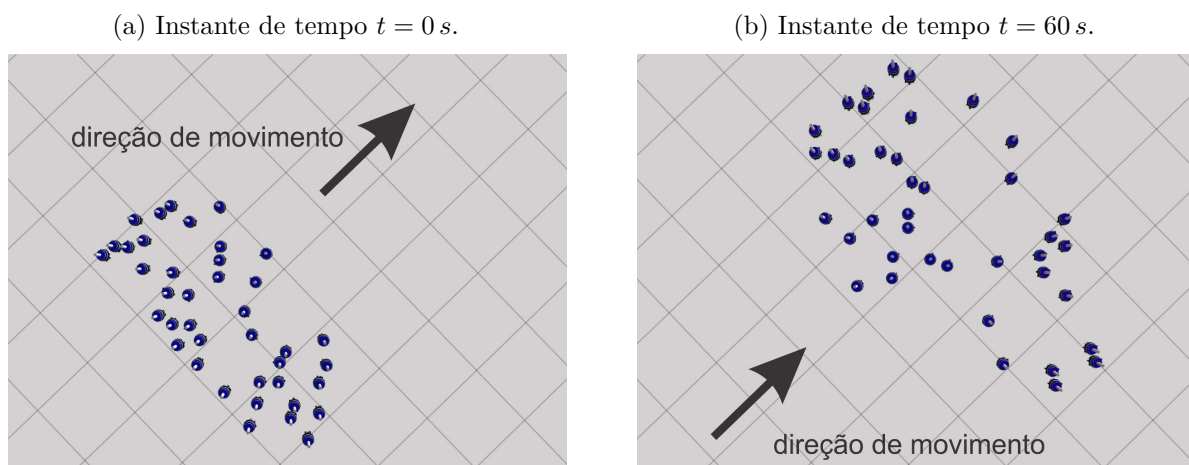 (a) Instante de tempo t = 0 s.
(b) Instante de tempo t = 60 s.
direção de movimento
direção de movimento